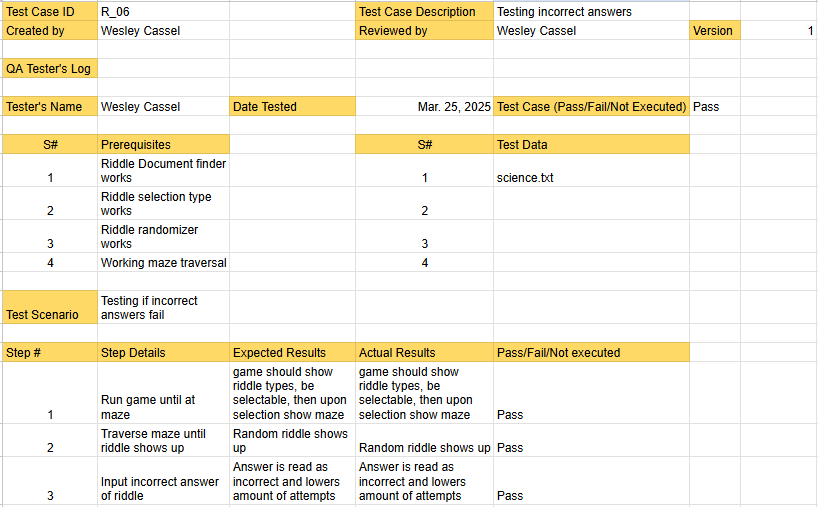 Test Case ID R_06 Test Case Description Testing incorrect answers
Created by Wesley Cassel Reviewed by Wesley Cassel Version 1
QA Tester's Log
Tester's Name Wesley Cassel Date Tested Mar. 25, 2025 Test Case (Pass/Fail/Not Executed) Pass
S# Prerequisites S# Test Data
1 Riddle Document finder works 1 science.txt
2 Riddle selection type works 2
3 Riddle randomizer works 3
4 Working maze traversal 4
Test Scenario Testing if incorrect answers fail
Step # Step Details Expected Results Actual Results Pass/Fail/Not executed
1 Run game until at maze game should show riddle types, be selectable, then upon selection show maze game should show riddle types, be selectable, then upon selection show maze Pass
2 Traverse maze until riddle shows up Random riddle shows up Random riddle shows up Pass
3 Input incorrect answer of riddle Answer is read as incorrect and lowers amount of attempts Answer is read as incorrect and lowers amount of attempts Pass